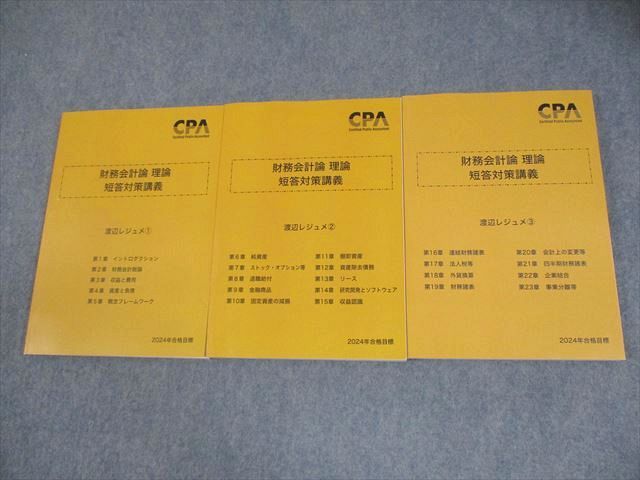 CPA
Certified Public Accountant
財務会計論 理論
短答対策講義
渡辺レジュメ①
第1章 イントロダクション
第2章 財務会計総論
第3章 収益と費用
第4章 資産と負債
第5章 概念フレームワーク
2024年合格目標
CPA
Certified Public Accountant
財務会計論 理論
短答対策講義
渡辺レジュメ②
第6章 純資産
第7章 ストック・オプション等
第8章 退職給付
第9章 金融商品
第10章 固定資産の減損
第11章 棚卸資産
第12章 資産除去債務
第13章 リース
第14章 研究開発とソフトウェア
第15章 収益認識
2024年合格目標
CPA
Certified Public Accountant
財務会計論 理論
短答対策講義
渡辺レジュメ③
第16章 連結財務諸表
第17章 法人税等
第18章 外貨換算
第19章 財務諸表
第20章 会計上の変更等
第21章 四半期財務諸表
第22章 企業結合
第23章 事業分離等
2024年合格目標